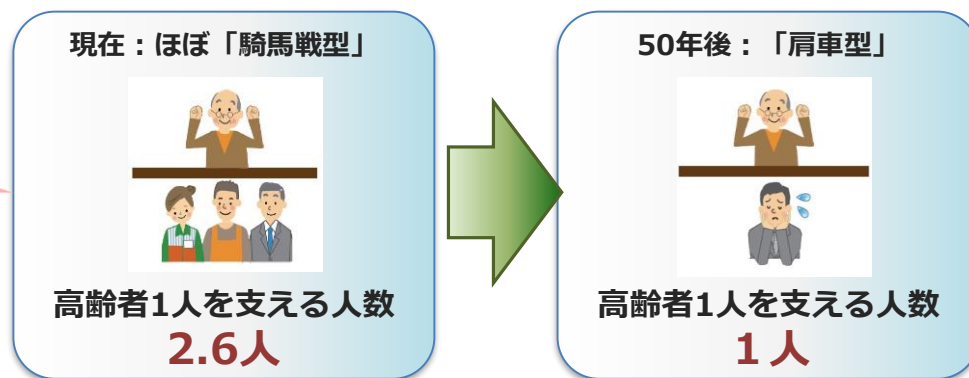 現在：ほぼ「騎馬戦型」
高齢者1人を支える人数
2.6人
50年後：「肩車型」
高齢者1人を支える人数
1人